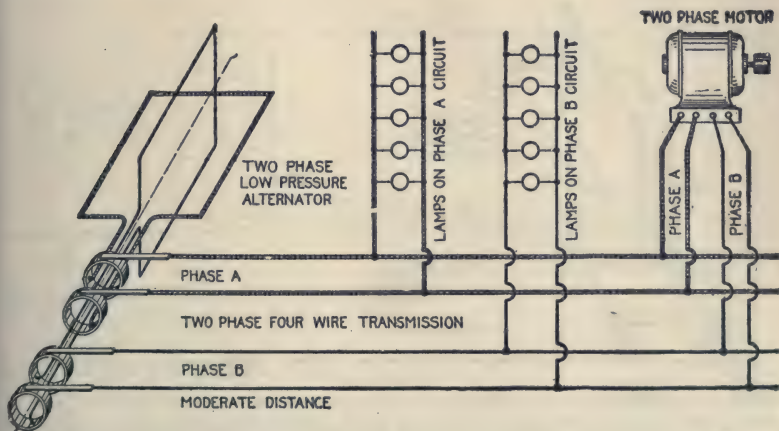 TWO PHASE MOTOR
TWO PHASE
LOW PRESSURE
ALTERNATOR
LAMPS ON PHASE A CIRCUIT
LAMPS ON PHASE B CIRCUIT
PHASE A
PHASE B
PHASE A
TWO PHASE FOUR WIRE TRANSMISSION
PHASE B
MODERATE DISTANCE